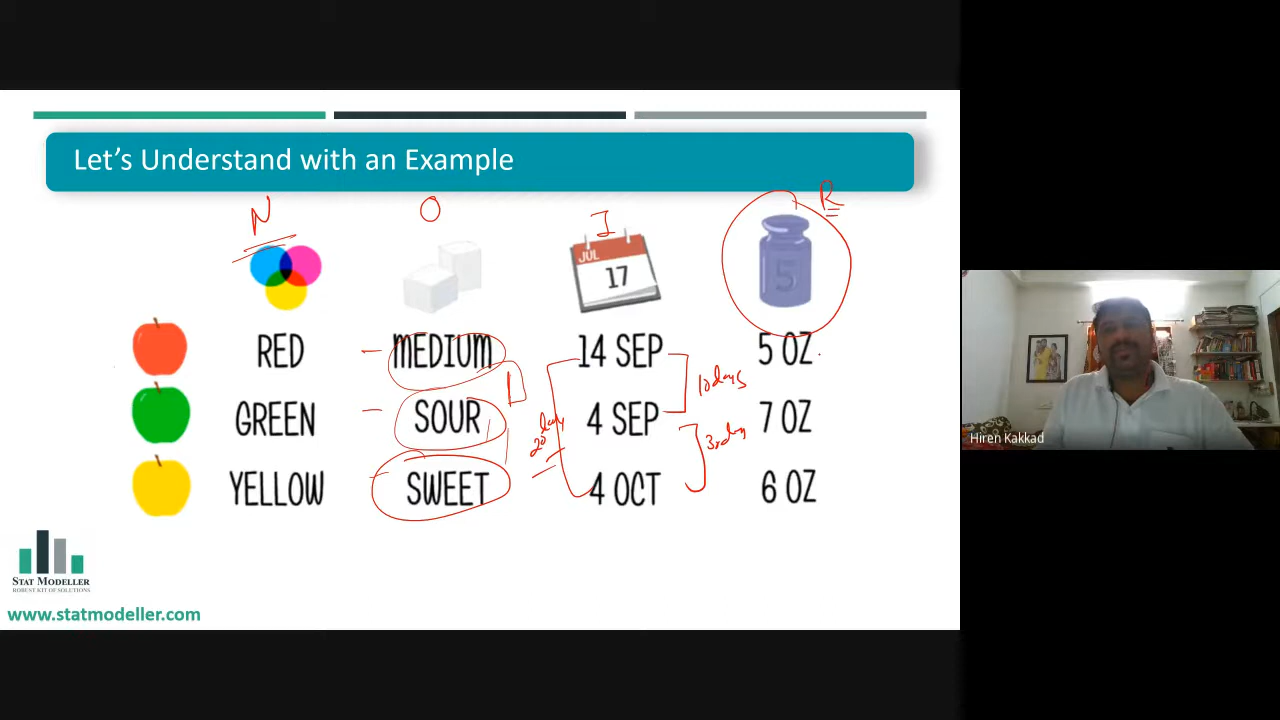 Let's Understand with an Example
N
O
I
R
JUL
17
5
RED
MEDIUM
14 SEP
5 OZ
10 days
GREEN
SOUR
4 SEP
7 OZ
20 days
30 days
YELLOW
SWEET
4 OCT
6 OZ
STAT MODELLER
ROBUST KIT OF SOLUTIONS
www.statmodeller.com
Hiren Kakkad